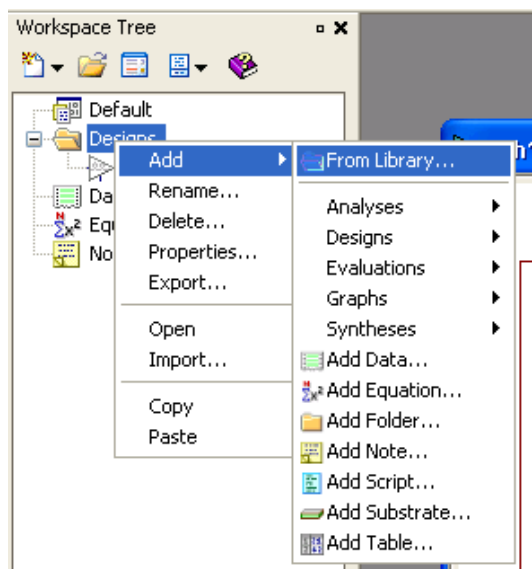 Workspace Tree
Default
Designs
Add
Rename...
Delete...
Properties...
Export...
Open
Import...
Copy
Paste
From Library...
Analyses
Designs
Evaluations
Graphs
Syntheses
Add Data...
Add Equation...
Add Folder...
Add Note...
Add Script...
Add Substrate...
Add Table...
Da
Equ
No